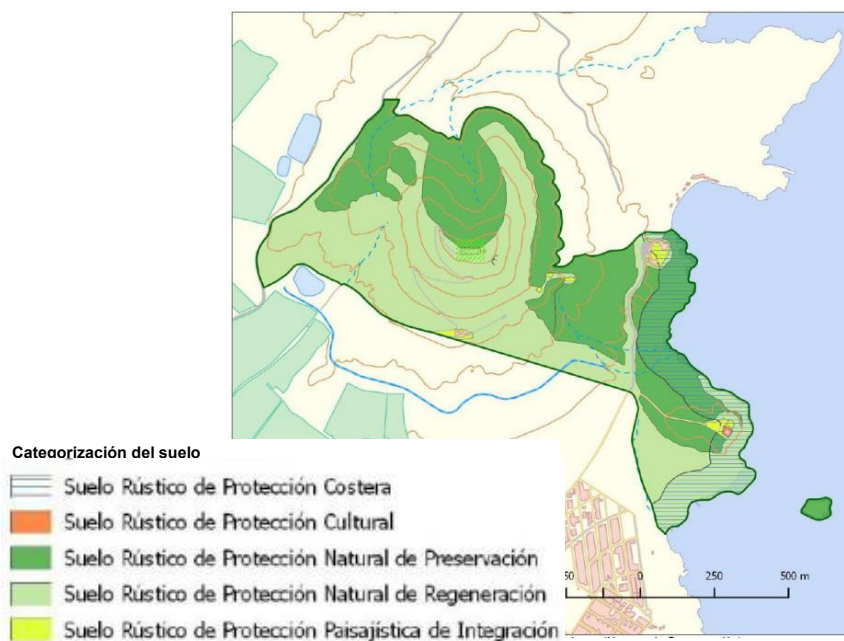 Categorización del suelo
Suelo Rústico de Protección Costera
Suelo Rústico de Protección Cultural
Suelo Rústico de Protección Natural de Preservación
Suelo Rústico de Protección Natural de Regeneración
Suelo Rústico de Protección Paisajística de Integración
50 0 250 500 m